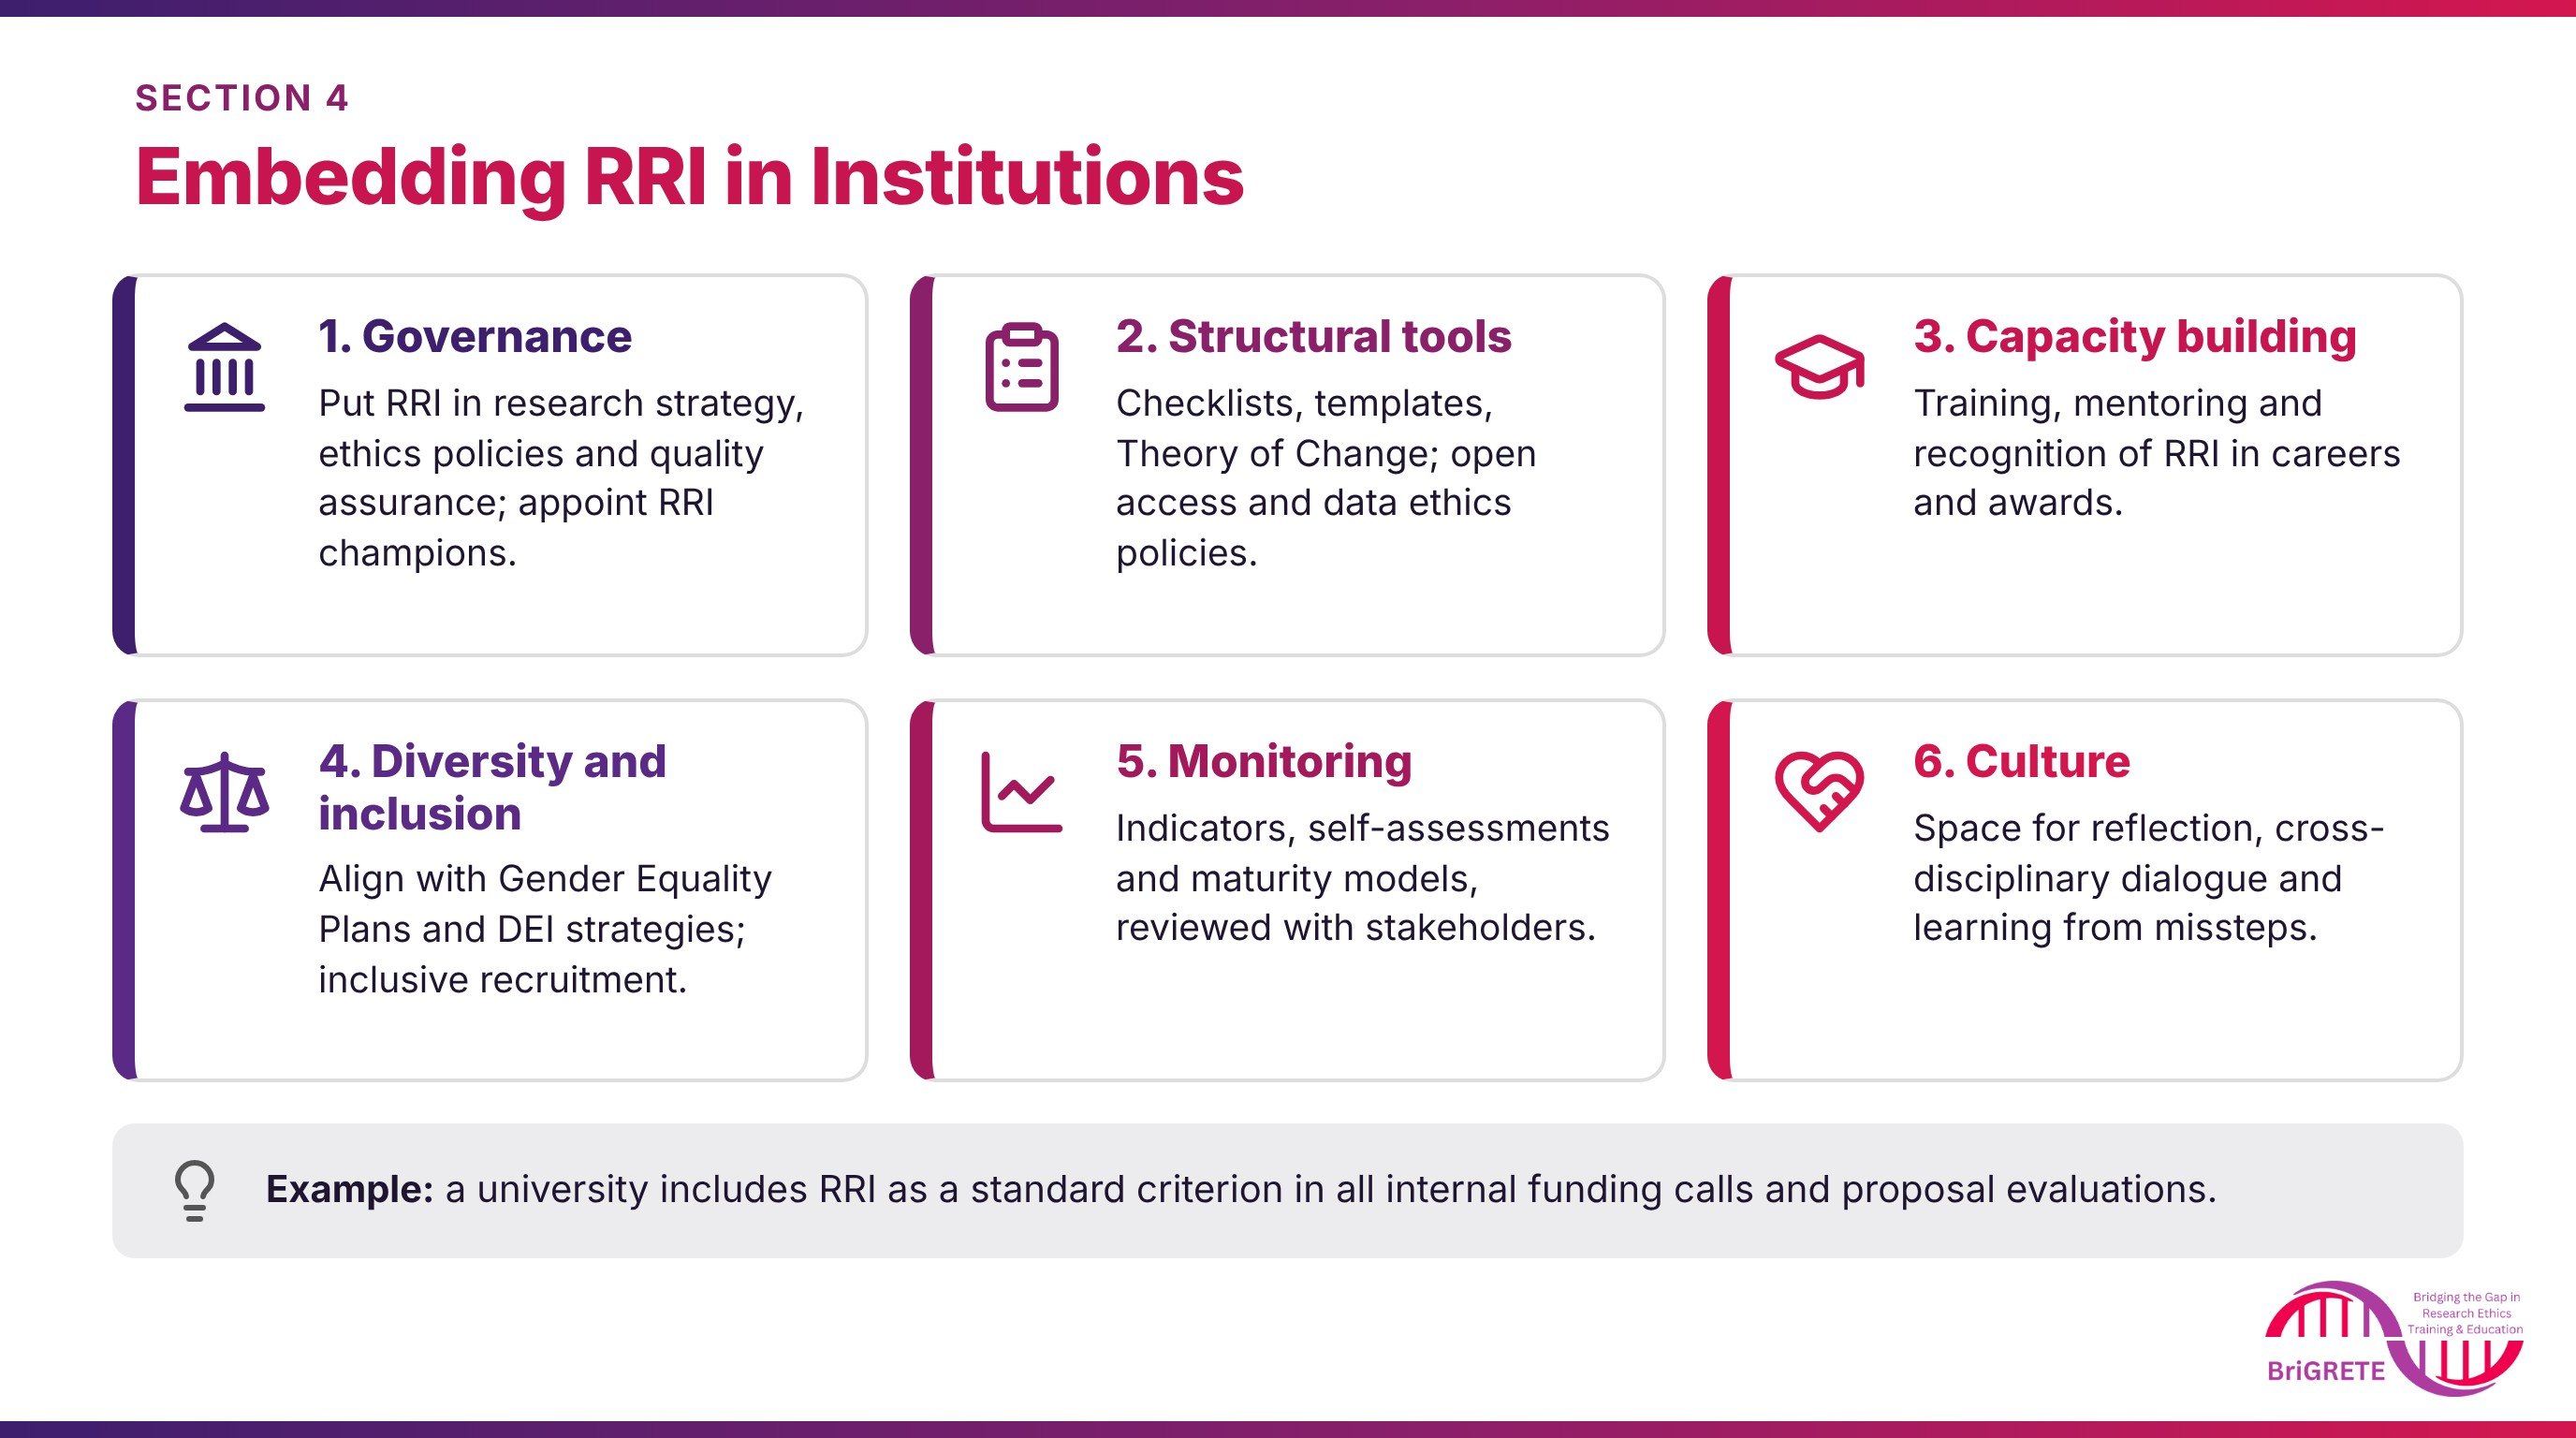 SECTION 4
Embedding RRI in Institutions
1. Governance
Put RRI in research strategy,
ethics policies and quality
assurance; appoint RRI
champions.
2. Structural tools
Checklists, templates,
Theory of Change; open
access and data ethics
policies.
3. Capacity building
Training, mentoring and
recognition of RRI in careers
and awards.
4. Diversity and
inclusion
Align with Gender Equality
Plans and DEI strategies;
inclusive recruitment.
5. Monitoring
Indicators, self-assessments
and maturity models,
reviewed with stakeholders.
6. Culture
Space for reflection, cross-
disciplinary dialogue and
learning from missteps.
Example: a university includes RRI as a standard criterion in all internal funding calls and proposal evaluations.
Bridging the Gap in
Research Ethics
Training & Education
BriGRETE